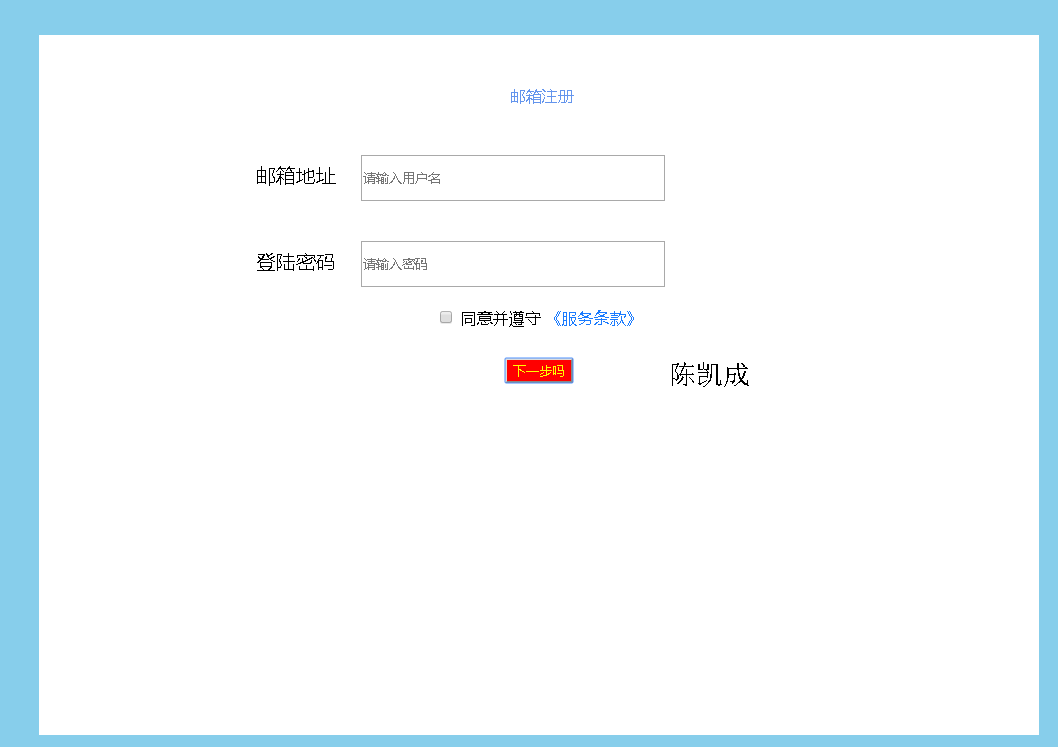 邮箱注册
邮箱地址 请输入用户名
登陆密码 请输入密码
同意并遵守 《服务条款》
下一步吗 陈凯成